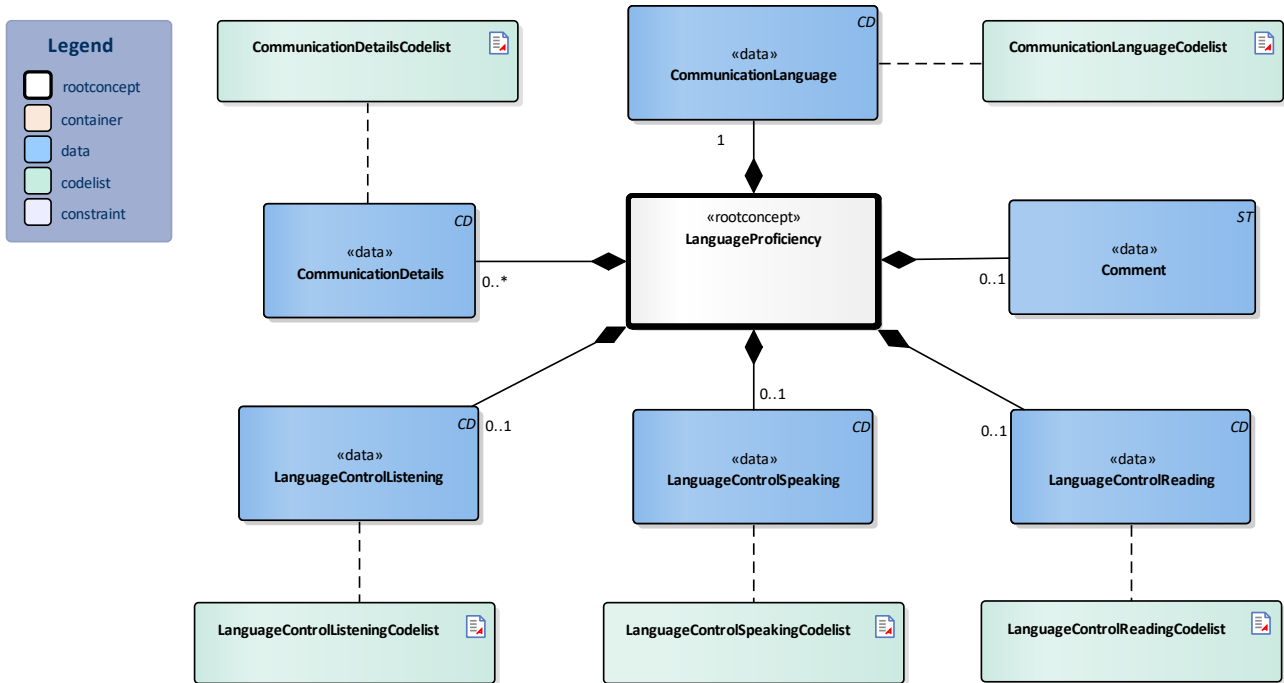 Legend
rootconcept
container
data
codelist
constraint
CommunicationDetailsCodelist
CD
«data»
CommunicationLanguage
CommunicationLanguageCodelist
1
CD
«data»
CommunicationDetails
0..*
«rootconcept»
LanguageProficiency
ST
«data»
Comment
0..1
CD
«data»
LanguageControlListening
0..1
0..1
CD
«data»
LanguageControlSpeaking
0..1
CD
«data»
LanguageControlReading
LanguageControlListeningCodelist
LanguageControlSpeakingCodelist
LanguageControlReadingCodelist